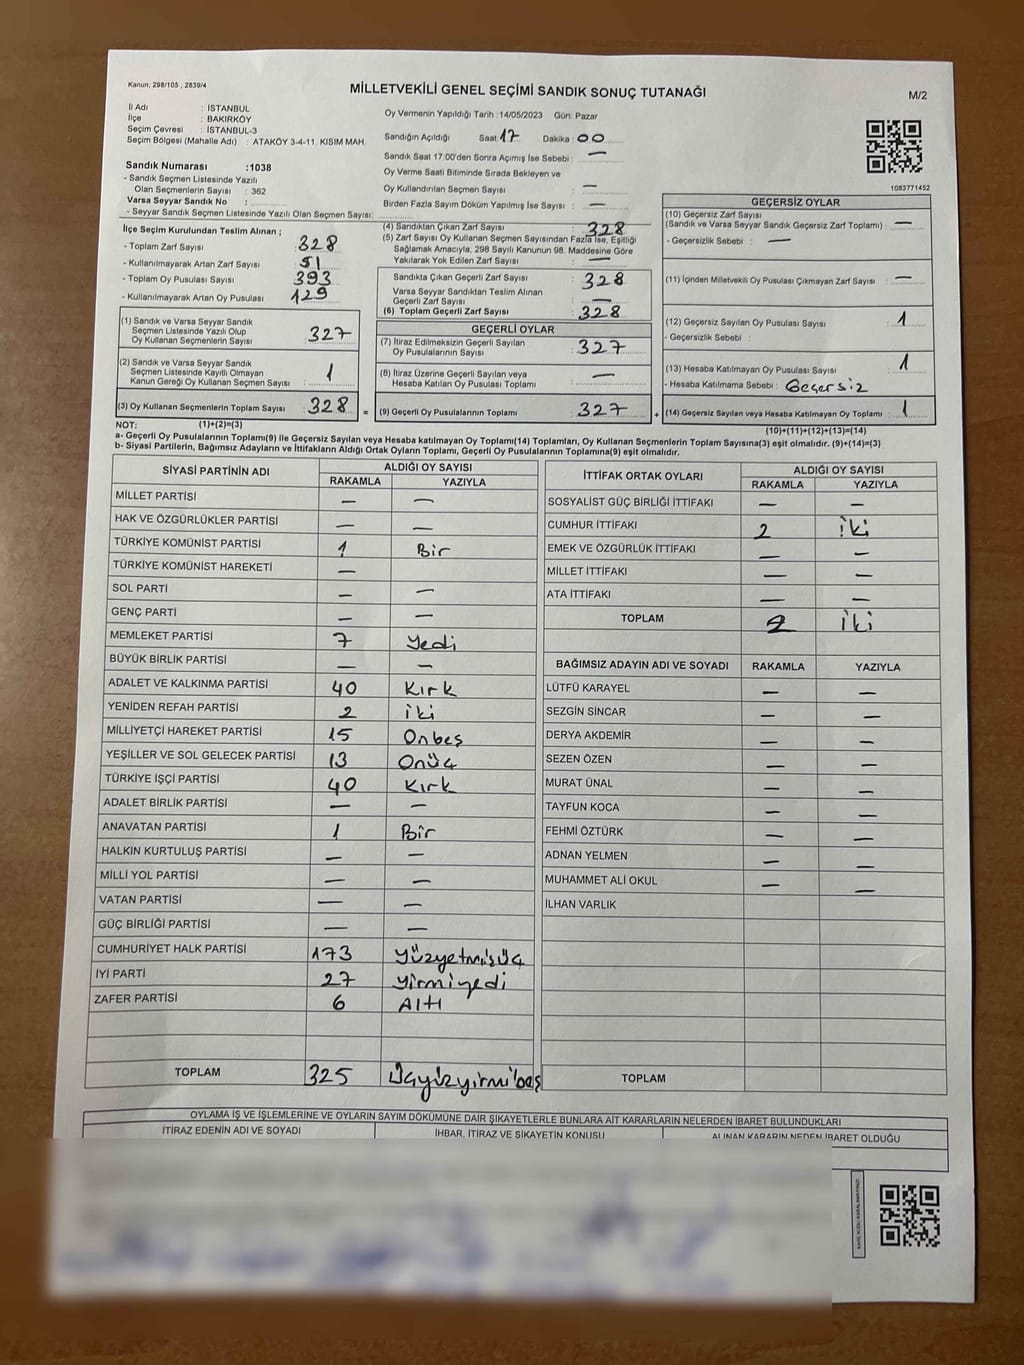 Kanun, 298/105 , 2839/4
MİLLETVEKİLİ GENEL SEÇİMİ SANDIK SONUÇ TUTANAĞI
M/2
İl Adı : İSTANBUL
İlçe : BAKIRKÖY
Seçim Çevresi : İSTANBUL-3
Seçim Bölgesi (Mahalle Adı) : ATAKÖY 3-4-11. KISIM MAH.
Sandık Numarası :1038
- Sandık Seçmen Listesinde Yazılı
Olan Seçmenlerin Sayısı : 362
Varsa Seyyar Sandık No :
- Seyyar Sandık Seçmen Listesinde Yazılı Olan Seçmen Sayısı:
Oy Vermenin Yapıldığı Tarih :14/05/2023 Gün: Pazar
Sandığın Açıldığı Saat: 17 Dakika : 00
Sandık Saat 17:00'den Sonra Açımış İse Sebebi : —
Oy Verme Saati Bitiminde Sırada Bekleyen ve
Oy Kullandırılan Seçmen Sayısı : —
Birden Fazla Sayım Döküm Yapılmış İse Sayısı : —
1083771452
İlçe Seçim Kurulundan Teslim Alınan ;
- Toplam Zarf Sayısı : 328
- Kullanılmayarak Artan Zarf Sayısı : 51
- Toplam Oy Pusulası Sayısı : 393
- Kullanılmayarak Artan Oy Pusulası : 129
(1) Sandık ve Varsa Seyyar Sandık
Seçmen Listesinde Yazılı Olup
Oy Kullanan Seçmen Sayısı : 327
(2) Sandık ve Varsa Seyyar Sandık
Seçmen Listesinde Kayıtlı Olmayan
Kanun Gereği Oy Kullanan Seçmen Sayısı : 1
(3) Oy Kullanan Seçmenlerin Toplam Sayısı : 328 =
(4) Sandıktan Çıkan Zarf Sayısı : 328
(5) Zarf Sayısı Oy Kullanan Seçmen Sayısından Fazla İse, Eşitliği
Sağlamak Amacıyla, 298 Sayılı Kanunun 98. Maddesine Göre
Yakılarak Yok Edilen Zarf Sayısı : —
Sandıkta Çıkan Geçerli Zarf Sayısı : 328
Varsa Seyyar Sandıktan Teslim Alınan
Geçerli Zarf Sayısı : —
(6) Toplam Geçerli Zarf Sayısı : 328
GEÇERLİ OYLAR
(7) İtiraz Edilmeksizin Geçerli Sayılan
Oy Pusulalarının Sayısı : 327
(8) İtiraz Üzerine Geçerli Sayılan veya
Hesaba Katılan Oy Pusulası Toplamı : —
(9) Geçerli Oy Pusulalarının Toplamı : 327 +
GEÇERSİZ OYLAR
(10) Geçersiz Zarf Sayısı
(Sandık ve Varsa Seyyar Sandık Geçersiz Zarf Toplamı) : —
- Geçersizlik Sebebi : —
(11) İçinden Milletvekili Oy Pusulası Çıkmayan Zarf Sayısı : —
(12) Geçersiz Sayılan Oy Pusulası Sayısı : 1
- Geçersizlik Sebebi :
(13) Hesaba Katılmayan Oy Pusulası Sayısı : 1
- Hesaba Katılmama Sebebi : Geçersiz
(14) Geçersiz Sayılan veya Hesaba Katılmayan Oy Toplamı : 1
NOT: (1)+(2)=(3)
(10)+(11)+(12)+(13)=(14)
a- Geçerli Oy Pusulalarının Toplamı(9) ile Geçersiz Sayılan veya Hesaba katılmayan Oy Toplamı(14) Toplamları, Oy Kullanan Seçmenlerin Toplam Sayısına(3) eşit olmalıdır. (9)+(14)=(3)
b- Siyasi Partilerin, Bağımsız Adayların ve İttifakların Aldığı Ortak Oyların Toplamı, Geçerli Oy Pusulalarının Toplamına(9) eşit olmalıdır.
SİYASİ PARTİNİN ADI ALDIĞI OY SAYISI
RAKAMLA YAZIYLA
MİLLET PARTİSİ — —
HAK VE ÖZGÜRLÜKLER PARTİSİ — —
TÜRKİYE KOMÜNİST PARTİSİ 1 Bir
TÜRKİYE KOMÜNİST HAREKETİ —
SOL PARTİ — —
GENÇ PARTİ — —
MEMLEKET PARTİSİ 7 Yedi
BÜYÜK BİRLİK PARTİSİ — —
ADALET VE KALKINMA PARTİSİ 40 Kırk
YENİDEN REFAH PARTİSİ 2 İki
MİLLİYETÇİ HAREKET PARTİSİ 15 Onbeş
YEŞİLLER VE SOL GELECEK PARTİSİ 13 Onüç
TÜRKİYE İŞÇİ PARTİSİ 40 Kırk
ADALET BİRLİK PARTİSİ — —
ANAVATAN PARTİSİ 1 Bir
HALKIN KURTULUŞ PARTİSİ — —
MİLLİ YOL PARTİSİ — —
VATAN PARTİSİ — —
GÜÇ BİRLİĞİ PARTİSİ — —
CUMHURİYET HALK PARTİSİ 173 Yüzyetmişüç
İYİ PARTİ 27 Yirmiyedi
ZAFER PARTİSİ 6 Altı
TOPLAM 325 Üçyüzyirmibeş
İTTİFAK ORTAK OYLARI ALDIĞI OY SAYISI
RAKAMLA YAZIYLA
SOSYALİST GÜÇ BİRLİĞİ İTTİFAKI — —
CUMHUR İTTİFAKI 2 İki
EMEK VE ÖZGÜRLÜK İTTİFAKI — —
MİLLET İTTİFAKI — —
ATA İTTİFAKI — —
TOPLAM 2 İki
BAĞIMSIZ ADAYIN ADI VE SOYADI RAKAMLA YAZIYLA
LÜTFÜ KARAYEL — —
SEZGİN SİNCAR — —
DERYA AKDEMİR — —
SEZEN ÖZEN — —
MURAT ÜNAL — —
TAYFUN KOCA — —
FEHMİ ÖZTÜRK — —
ADNAN YELMEN — —
MUHAMMET ALİ OKUL — —
İLHAN VARLIK
TOPLAM
OYLAMA İŞ VE İŞLEMLERİNE VE OYLARIN SAYIM DÖKÜMÜNE DAİR ŞİKAYETLERLE BUNLARA AİT KARARLARIN NELERDEN İBARET BULUNDUKLARI
İTİRAZ EDENİN ADI VE SOYADI İHBAR, İTİRAZ VE ŞİKAYETİN KONUSU ALINAN KARARIN NEDEN İBARET OLDUĞU
KARE KODU KARALAMAYINIZ!